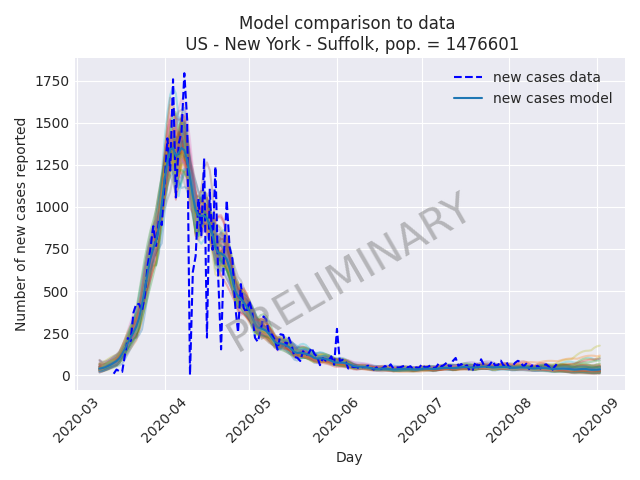 Model comparison to data
US - New York - Suffolk, pop. = 1476601
new cases data
new cases model
Number of new cases reported
1750
1500
1250
1000
750
500
250
0
PRELIMINARY
2020-03
2020-04
2020-05
2020-06
2020-07
2020-08
2020-09
Day